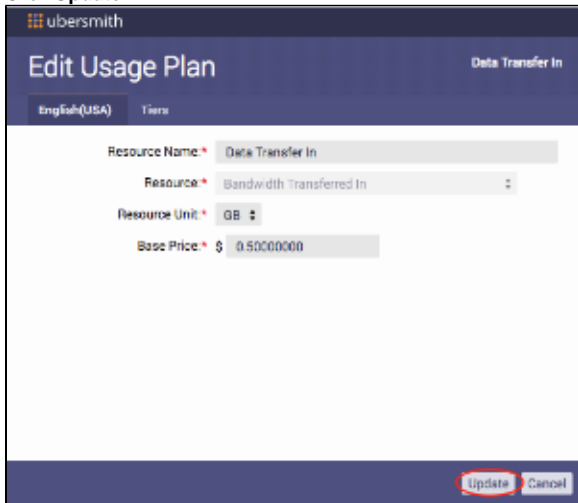 ubersmith
Edit Usage Plan
Data Transfer In
English(USA) Tiers
Resource Name:* Data Transfer In
Resource:* Bandwidth Transferred In
Resource Unit:* GB
Base Price:* $ 0.50000000
Update Cancel